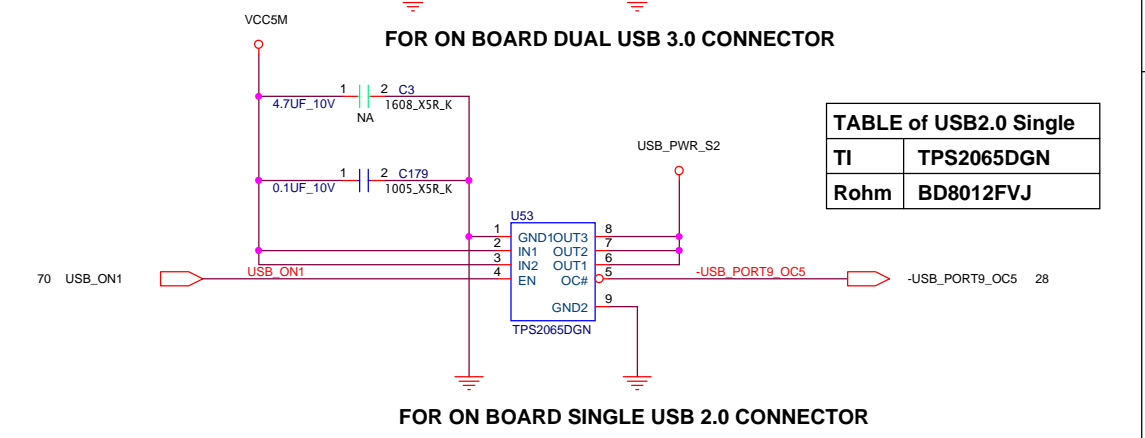 VCC5M
FOR ON BOARD DUAL USB 3.0 CONNECTOR
1 2 C3
4.7UF_10V 1608_X5R_K
NA
TABLE of USB2.0 Single
TI TPS2065DGN
Rohm BD8012FVJ
USB_PWR_S2
1 2 C179
0.1UF_10V 1005_X5R_K
U53
1 GND1 OUT3 8
2 IN1 OUT2 7
3 IN2 OUT1 6
70 USB_ON1 USB_ON1 4 EN OC# 5 -USB_PORT9_OC5 -USB_PORT9_OC5 28
GND2 9
TPS2065DGN
FOR ON BOARD SINGLE USB 2.0 CONNECTOR